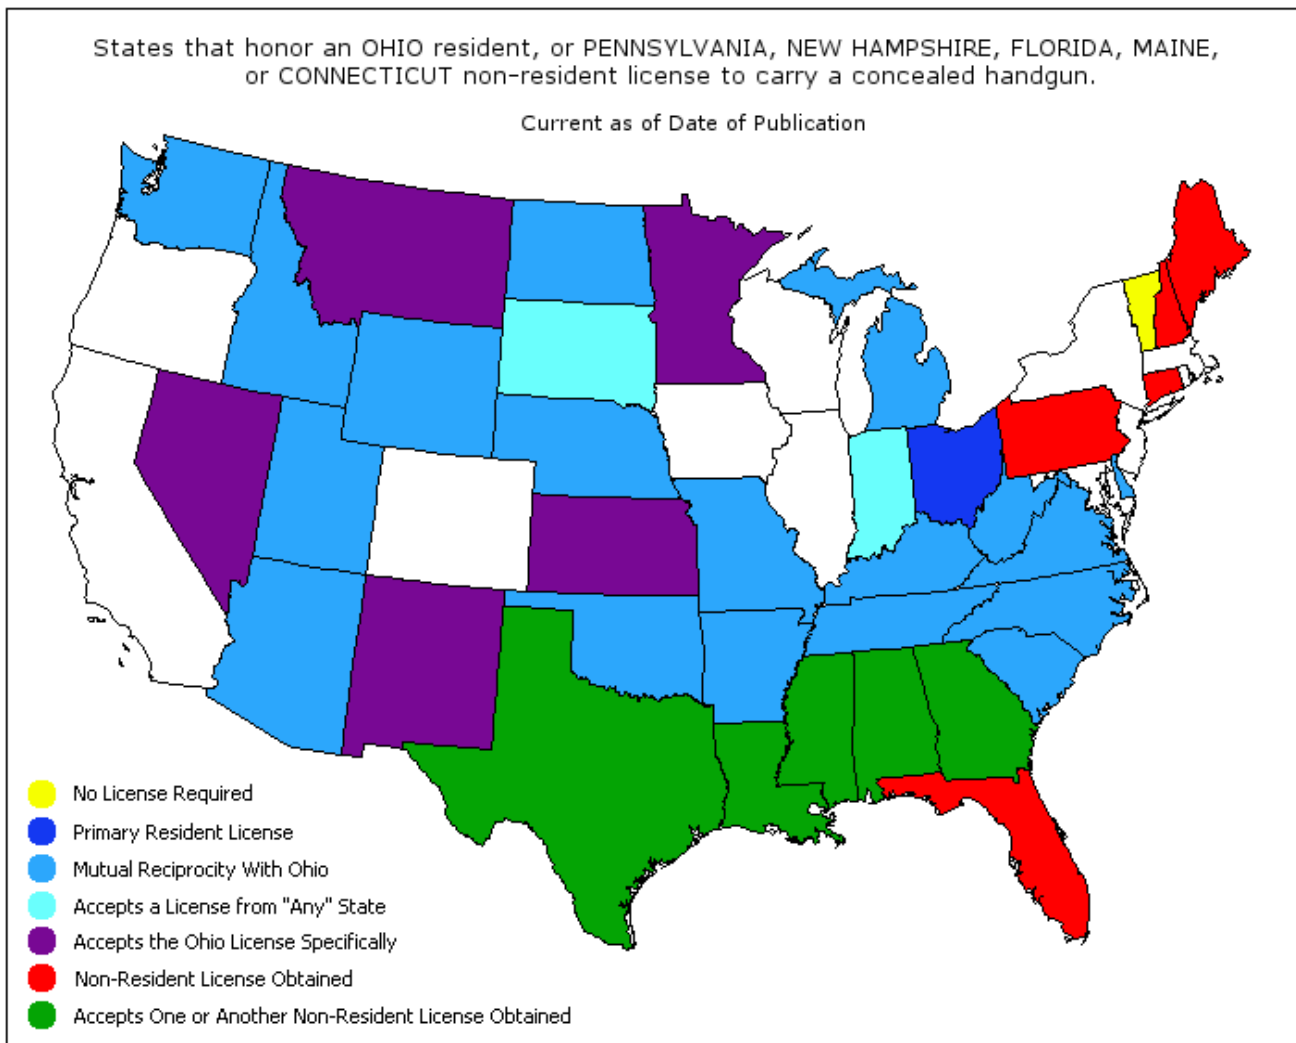 States that honor an OHIO resident, or PENNSYLVANIA, NEW HAMPSHIRE, FLORIDA, MAINE,
or CONNECTICUT non-resident license to carry a concealed handgun.
Current as of Date of Publication
No License Required
Primary Resident License
Mutual Reciprocity With Ohio
Accepts a License from "Any" State
Accepts the Ohio License Specifically
Non-Resident License Obtained
Accepts One or Another Non-Resident License Obtained